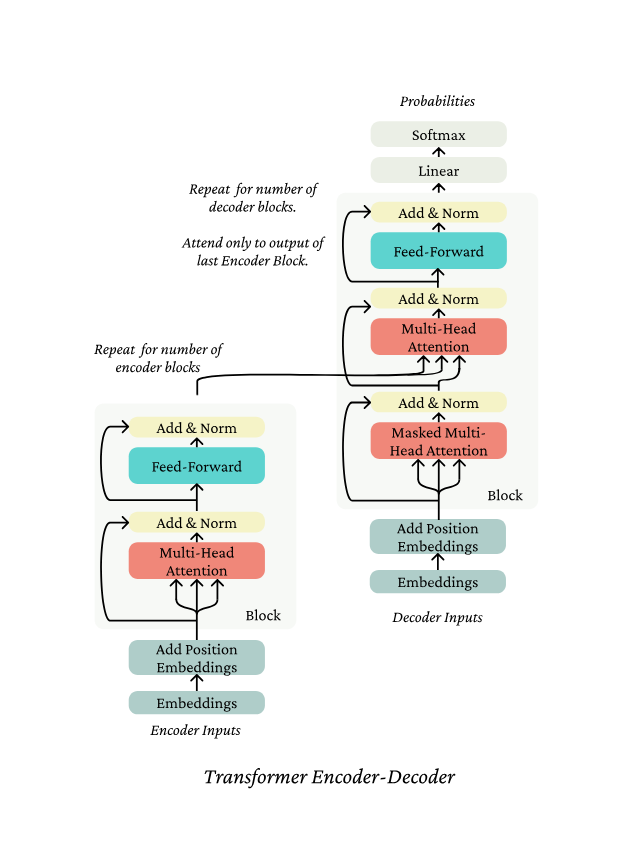 Probabilities
Softmax
Linear
Repeat for number of
decoder blocks.
Attend only to output of
last Encoder Block.
Add & Norm
Feed-Forward
Add & Norm
Multi-Head
Attention
Add & Norm
Masked Multi-
Head Attention
Block
Add Position
Embeddings
Embeddings
Decoder Inputs
Repeat for number of
encoder blocks
Add & Norm
Feed-Forward
Add & Norm
Multi-Head
Attention
Block
Add Position
Embeddings
Embeddings
Encoder Inputs
Transformer Encoder-Decoder